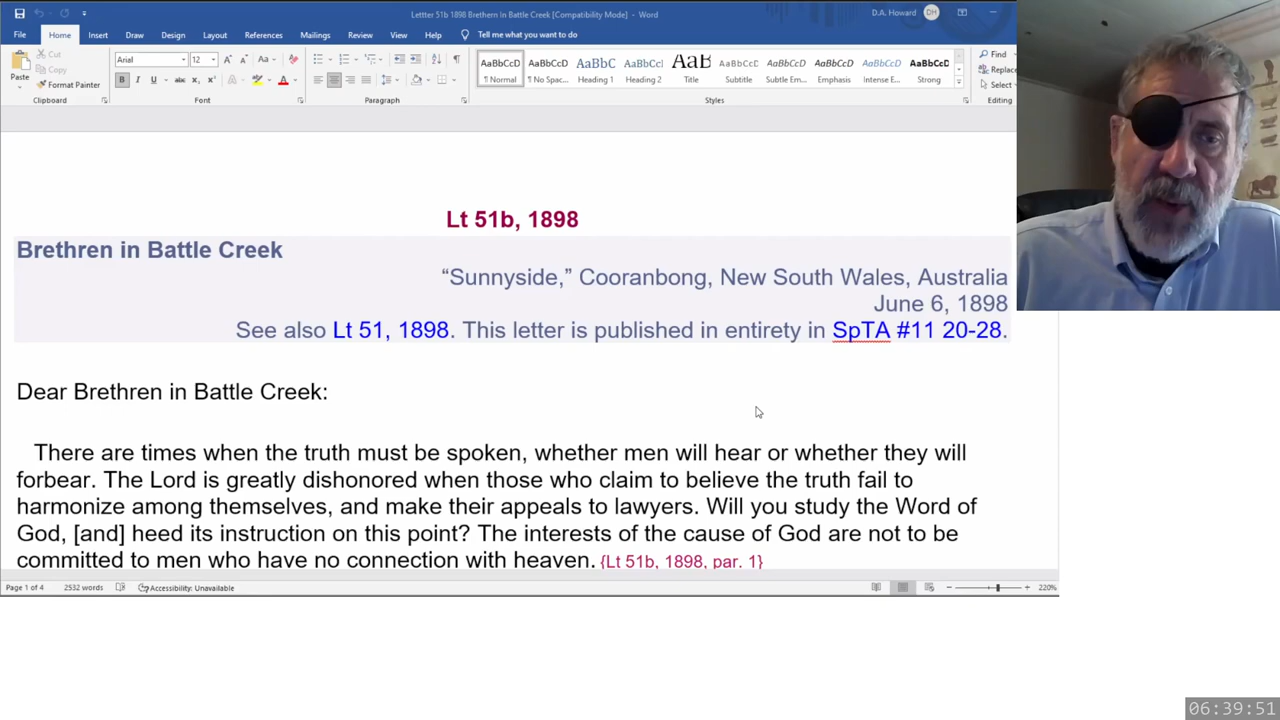 Lettter 51b 1898 Brethern in Battle Creek [Compatibility Mode] - Word
D.A. Howard
DH
File Home Insert Draw Design Layout References Mailings Review View Help Tell me what you want to do
Cut
Copy
Format Painter
Paste
Clipboard
Arial 12
Font
Paragraph
AaBbCcD AaBbCcD AaBbC AaBbCcI AaB AaBbCcD AaBbCcD AaBbCcD AaBbCcD AaBbCcD
¶ Normal ¶ No Spac... Heading 1 Heading 2 Title Subtitle Subtle Em... Emphasis Intense E... Strong
Styles
Find
Replace
Select
Editing
Lt 51b, 1898
Brethren in Battle Creek
“Sunnyside,” Cooranbong, New South Wales, Australia
June 6, 1898
See also Lt 51, 1898. This letter is published in entirety in SpTA #11 20-28.
Dear Brethren in Battle Creek:
There are times when the truth must be spoken, whether men will hear or whether they will
forbear. The Lord is greatly dishonored when those who claim to believe the truth fail to
harmonize among themselves, and make their appeals to lawyers. Will you study the Word of
God, [and] heed its instruction on this point? The interests of the cause of God are not to be
committed to men who have no connection with heaven. {Lt 51b, 1898, par. 1}
Page 1 of 4 2532 words Accessibility: Unavailable 220%
06:39:51